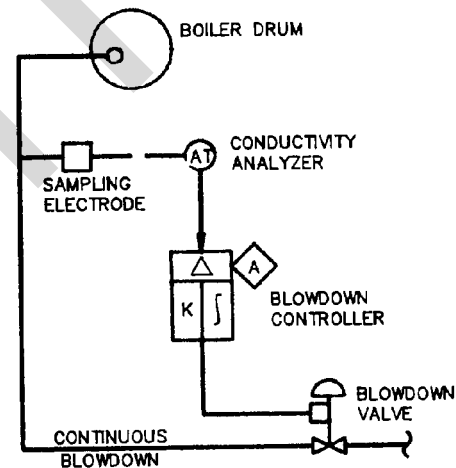 BOILER DRUM
AT
CONDUCTIVITY
ANALYZER
SAMPLING
ELECTRODE
△
A
K ∫
BLOWDOWN
CONTROLLER
BLOWDOWN
VALVE
CONTINUOUS
BLOWDOWN